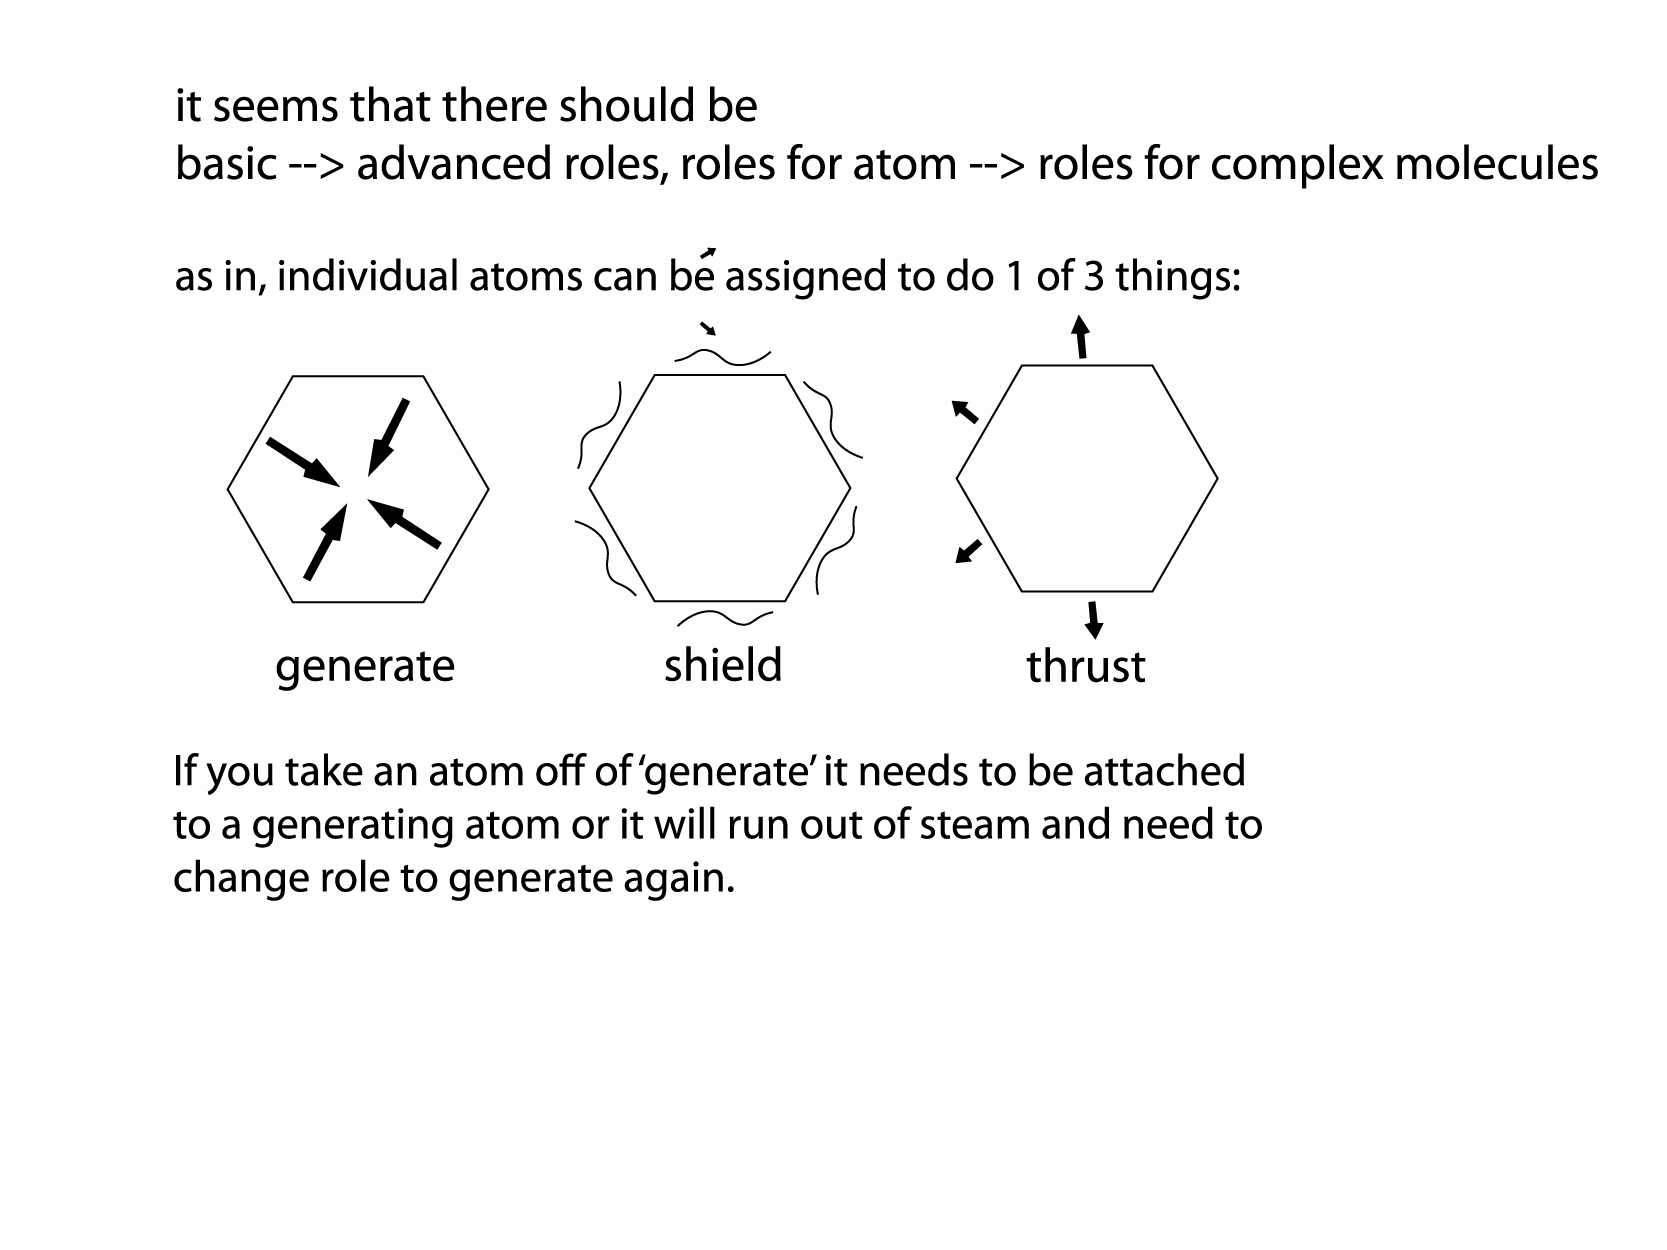 it seems that there should be
basic --> advanced roles, roles for atom --> roles for complex molecules
as in, individual atoms can be assigned to do 1 of 3 things:
generate
shield
thrust
If you take an atom off of ‘generate’ it needs to be attached
to a generating atom or it will run out of steam and need to
change role to generate again.